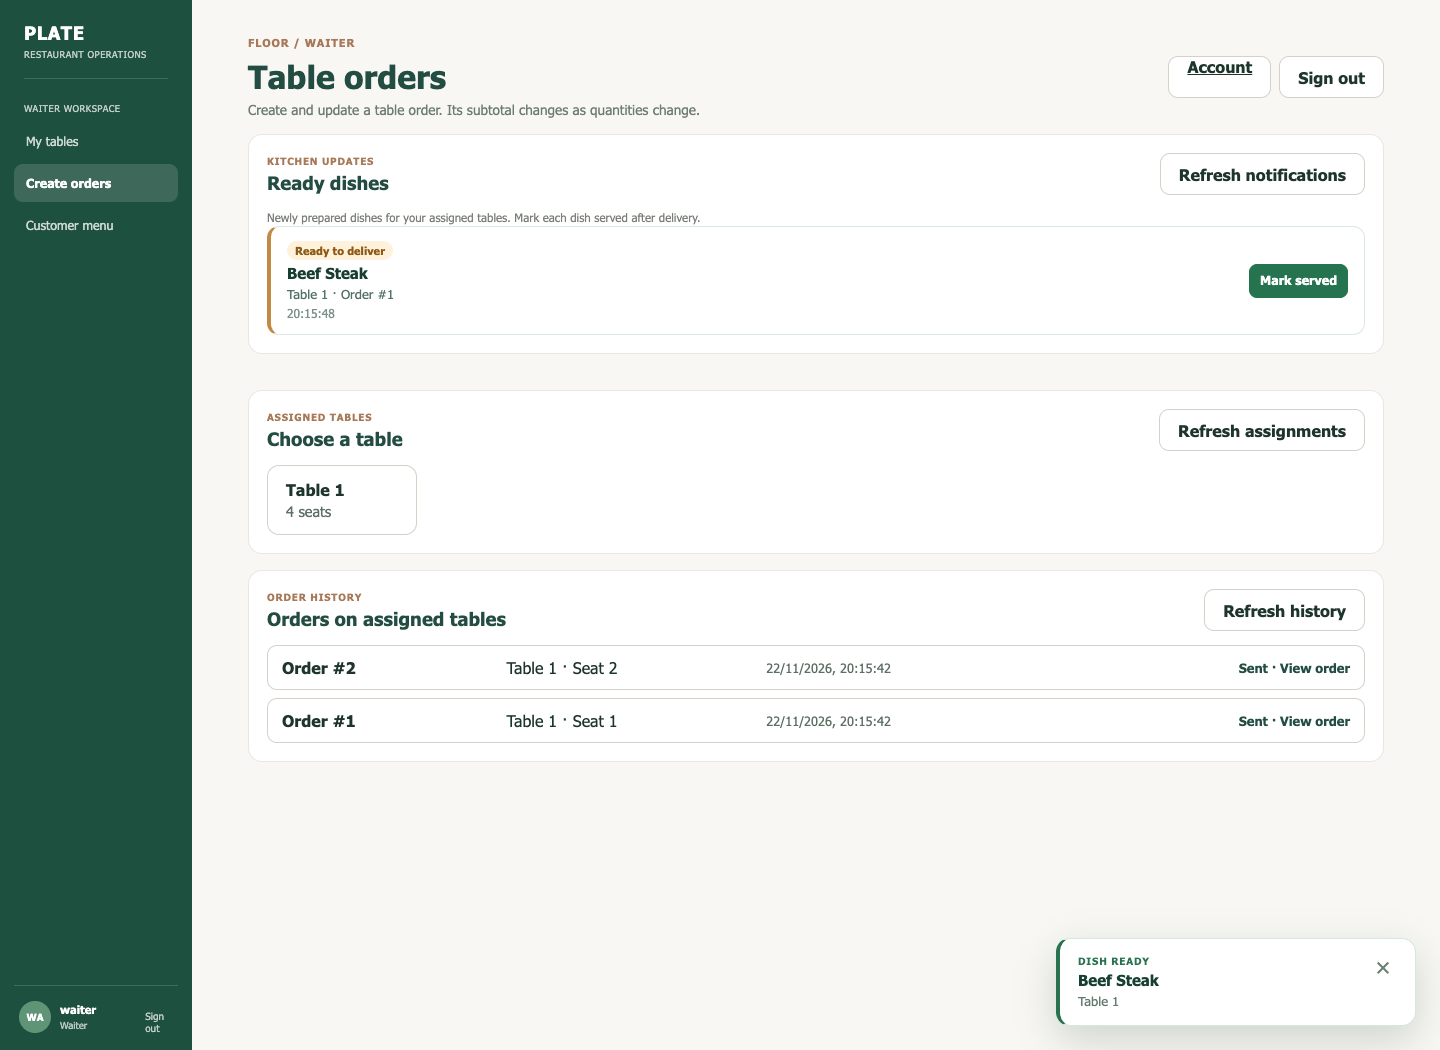 PLATE
RESTAURANT OPERATIONS
WAITER WORKSPACE
My tables
Create orders
Customer menu
WA
waiter
Waiter
Sign
out
FLOOR / WAITER
Table orders
Create and update a table order. Its subtotal changes as quantities change.
Account
Sign out
KITCHEN UPDATES
Ready dishes
Refresh notifications
Newly prepared dishes for your assigned tables. Mark each dish served after delivery.
Ready to deliver
Beef Steak
Table 1 · Order #1
20:15:48
Mark served
ASSIGNED TABLES
Choose a table
Refresh assignments
Table 1
4 seats
ORDER HISTORY
Orders on assigned tables
Refresh history
Order #2 Table 1 · Seat 2 22/11/2026, 20:15:42 Sent · View order
Order #1 Table 1 · Seat 1 22/11/2026, 20:15:42 Sent · View order
DISH READY
Beef Steak
Table 1